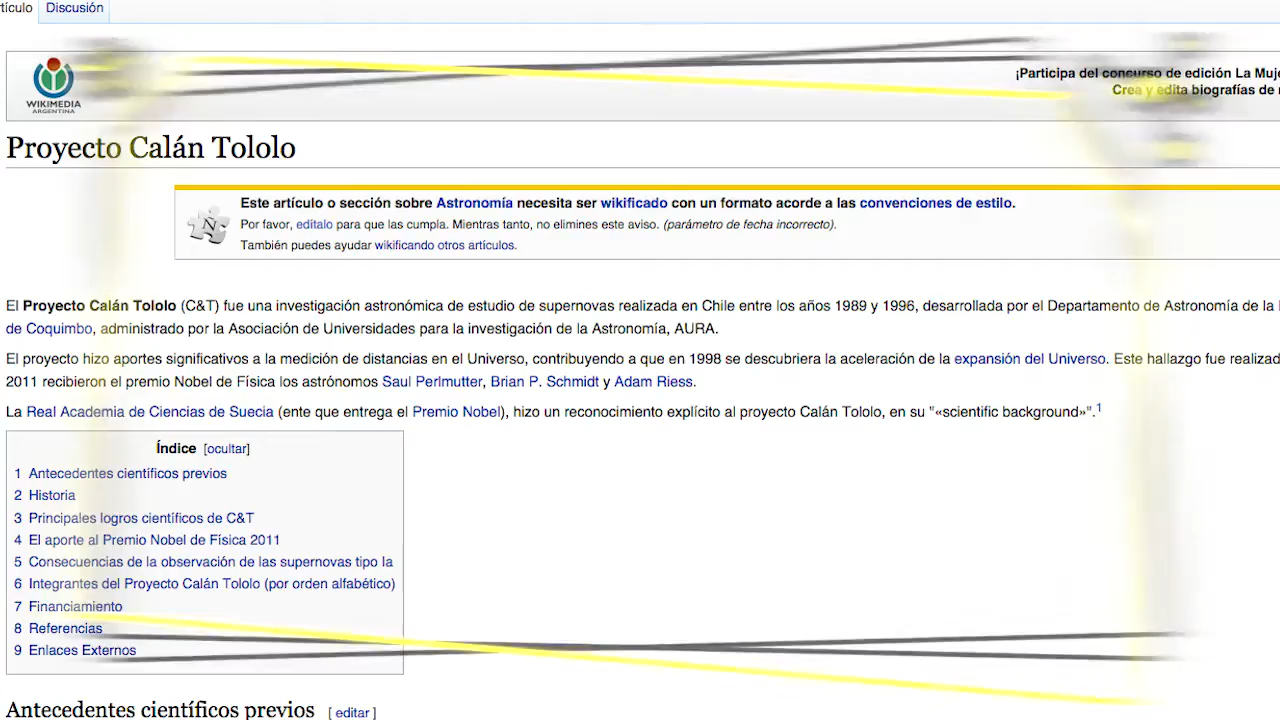 rtículo Discusión
WIKIMEDIA
ARGENTINA
¡Participa del concurso de edición La Muj
Crea y edita biografías de
Proyecto Calán Tololo
Este artículo o sección sobre Astronomía necesita ser wikificado con un formato acorde a las convenciones de estilo.
Por favor, edítalo para que las cumpla. Mientras tanto, no elimines este aviso. (parámetro de fecha incorrecto).
También puedes ayudar wikificando otros artículos.
El Proyecto Calán Tololo (C&T) fue una investigación astronómica de estudio de supernovas realizada en Chile entre los años 1989 y 1996, desarrollada por el Departamento de Astronomía de la
de Coquimbo, administrado por la Asociación de Universidades para la investigación de la Astronomía, AURA.
El proyecto hizo aportes significativos a la medición de distancias en el Universo, contribuyendo a que en 1998 se descubriera la aceleración de la expansión del Universo. Este hallazgo fue realizad
2011 recibieron el premio Nobel de Física los astrónomos Saul Perlmutter, Brian P. Schmidt y Adam Riess.
La Real Academia de Ciencias de Suecia (ente que entrega el Premio Nobel), hizo un reconocimiento explícito al proyecto Calán Tololo, en su "«scientific background»".1
Índice [ocultar]
1 Antecedentes científicos previos
2 Historia
3 Principales logros científicos de C&T
4 El aporte al Premio Nobel de Física 2011
5 Consecuencias de la observación de las supernovas tipo Ia
6 Integrantes del Proyecto Calán Tololo (por orden alfabético)
7 Financiamiento
8 Referencias
9 Enlaces Externos
Antecedentes científicos previos [ editar ]